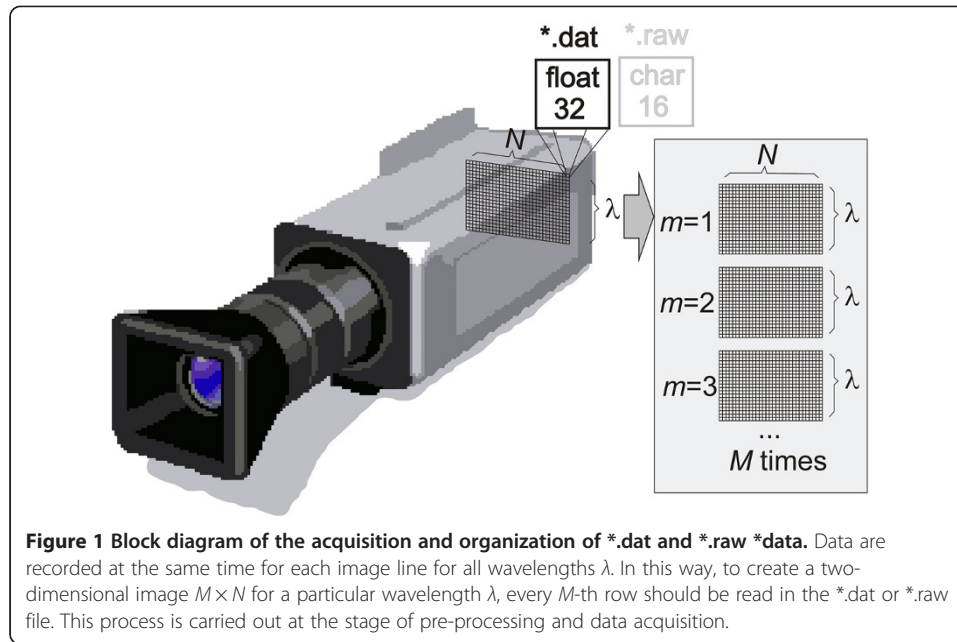 *.dat *.raw
float char
32 16
N
λ
N
m=1 λ
m=2 λ
m=3 λ
...
M times
Figure 1 Block diagram of the acquisition and organization of *.dat and *.raw *data. Data are
recorded at the same time for each image line for all wavelengths λ. In this way, to create a two-
dimensional image M × N for a particular wavelength λ, every M-th row should be read in the *.dat or *.raw
file. This process is carried out at the stage of pre-processing and data acquisition.